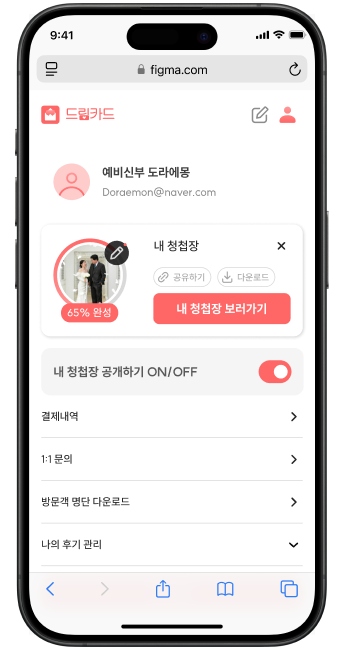 9:41
figma.com
드림카드
예비신부 도라에몽
Doraemon@naver.com
내 청첩장
공유하기
다운로드
65% 완성
내 청첩장 보러가기
내 청첩장 공개하기 ON/OFF
결제내역
1:1 문의
방문객 명단 다운로드
나의 후기 관리